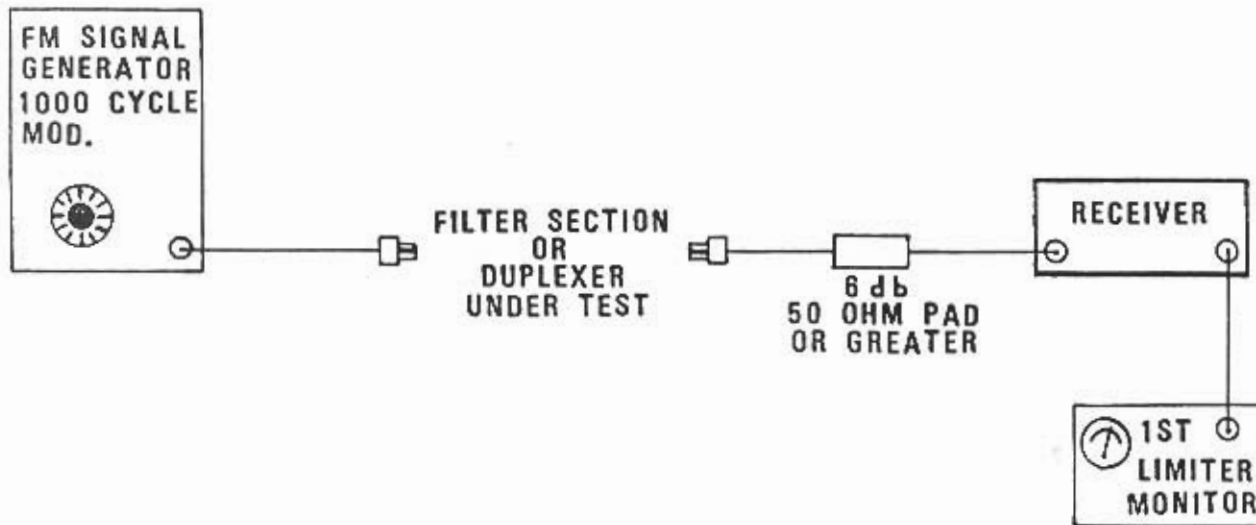 FM SIGNAL
GENERATOR
1000 CYCLE
MOD.
FILTER SECTION
OR
DUPLEXER
UNDER TEST
6 db
50 OHM PAD
OR GREATER
RECEIVER
1ST
LIMITER
MONITOR